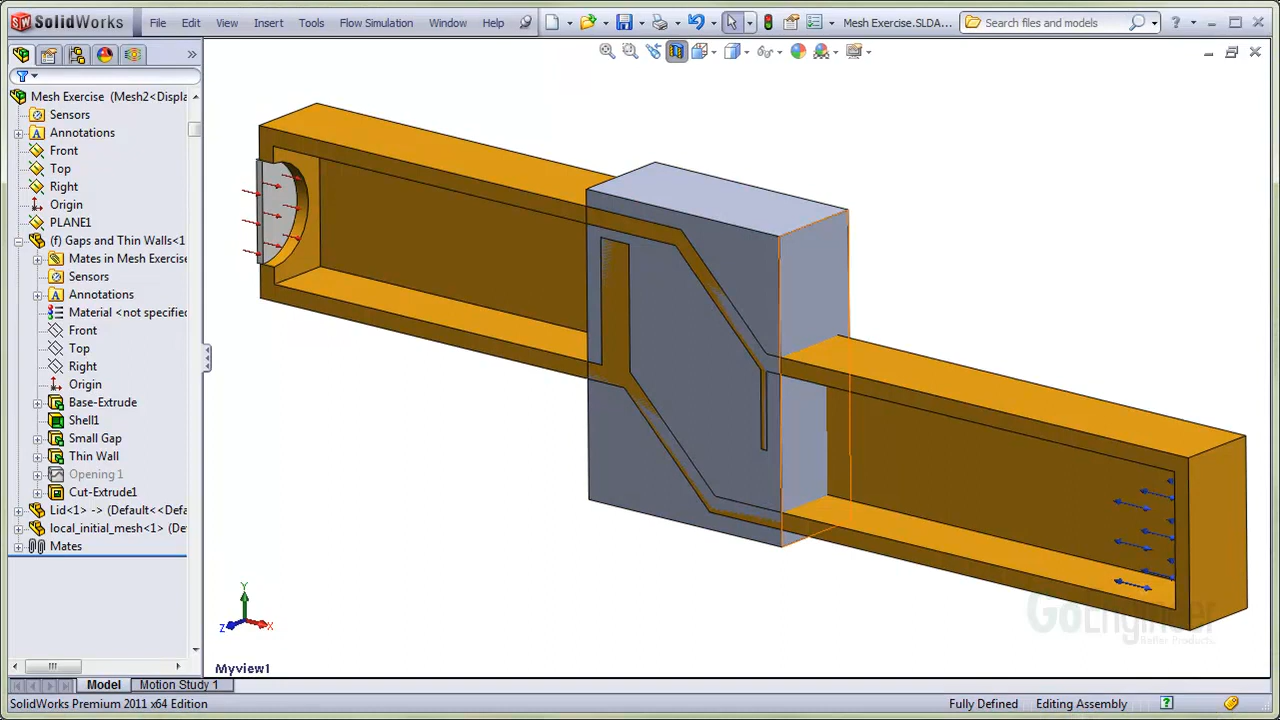 SolidWorks File Edit View Insert Tools Flow Simulation Window Help Mesh Exercise.SLDA... Search files and models
Mesh Exercise (Mesh2<Displa
Sensors
Annotations
Front
Top
Right
Origin
PLANE1
(f) Gaps and Thin Walls<1
Mates in Mesh Exercise
Sensors
Annotations
Material <not specified
Front
Top
Right
Origin
Base-Extrude
Shell1
Small Gap
Thin Wall
Opening 1
Cut-Extrude1
Lid<1> -> (Default<<Defa
local_initial_mesh<1> (De
Mates
Y
Z X
GoEngineer
Better Products.
Myview1
Model Motion Study 1
SolidWorks Premium 2011 x64 Edition Fully Defined Editing Assembly